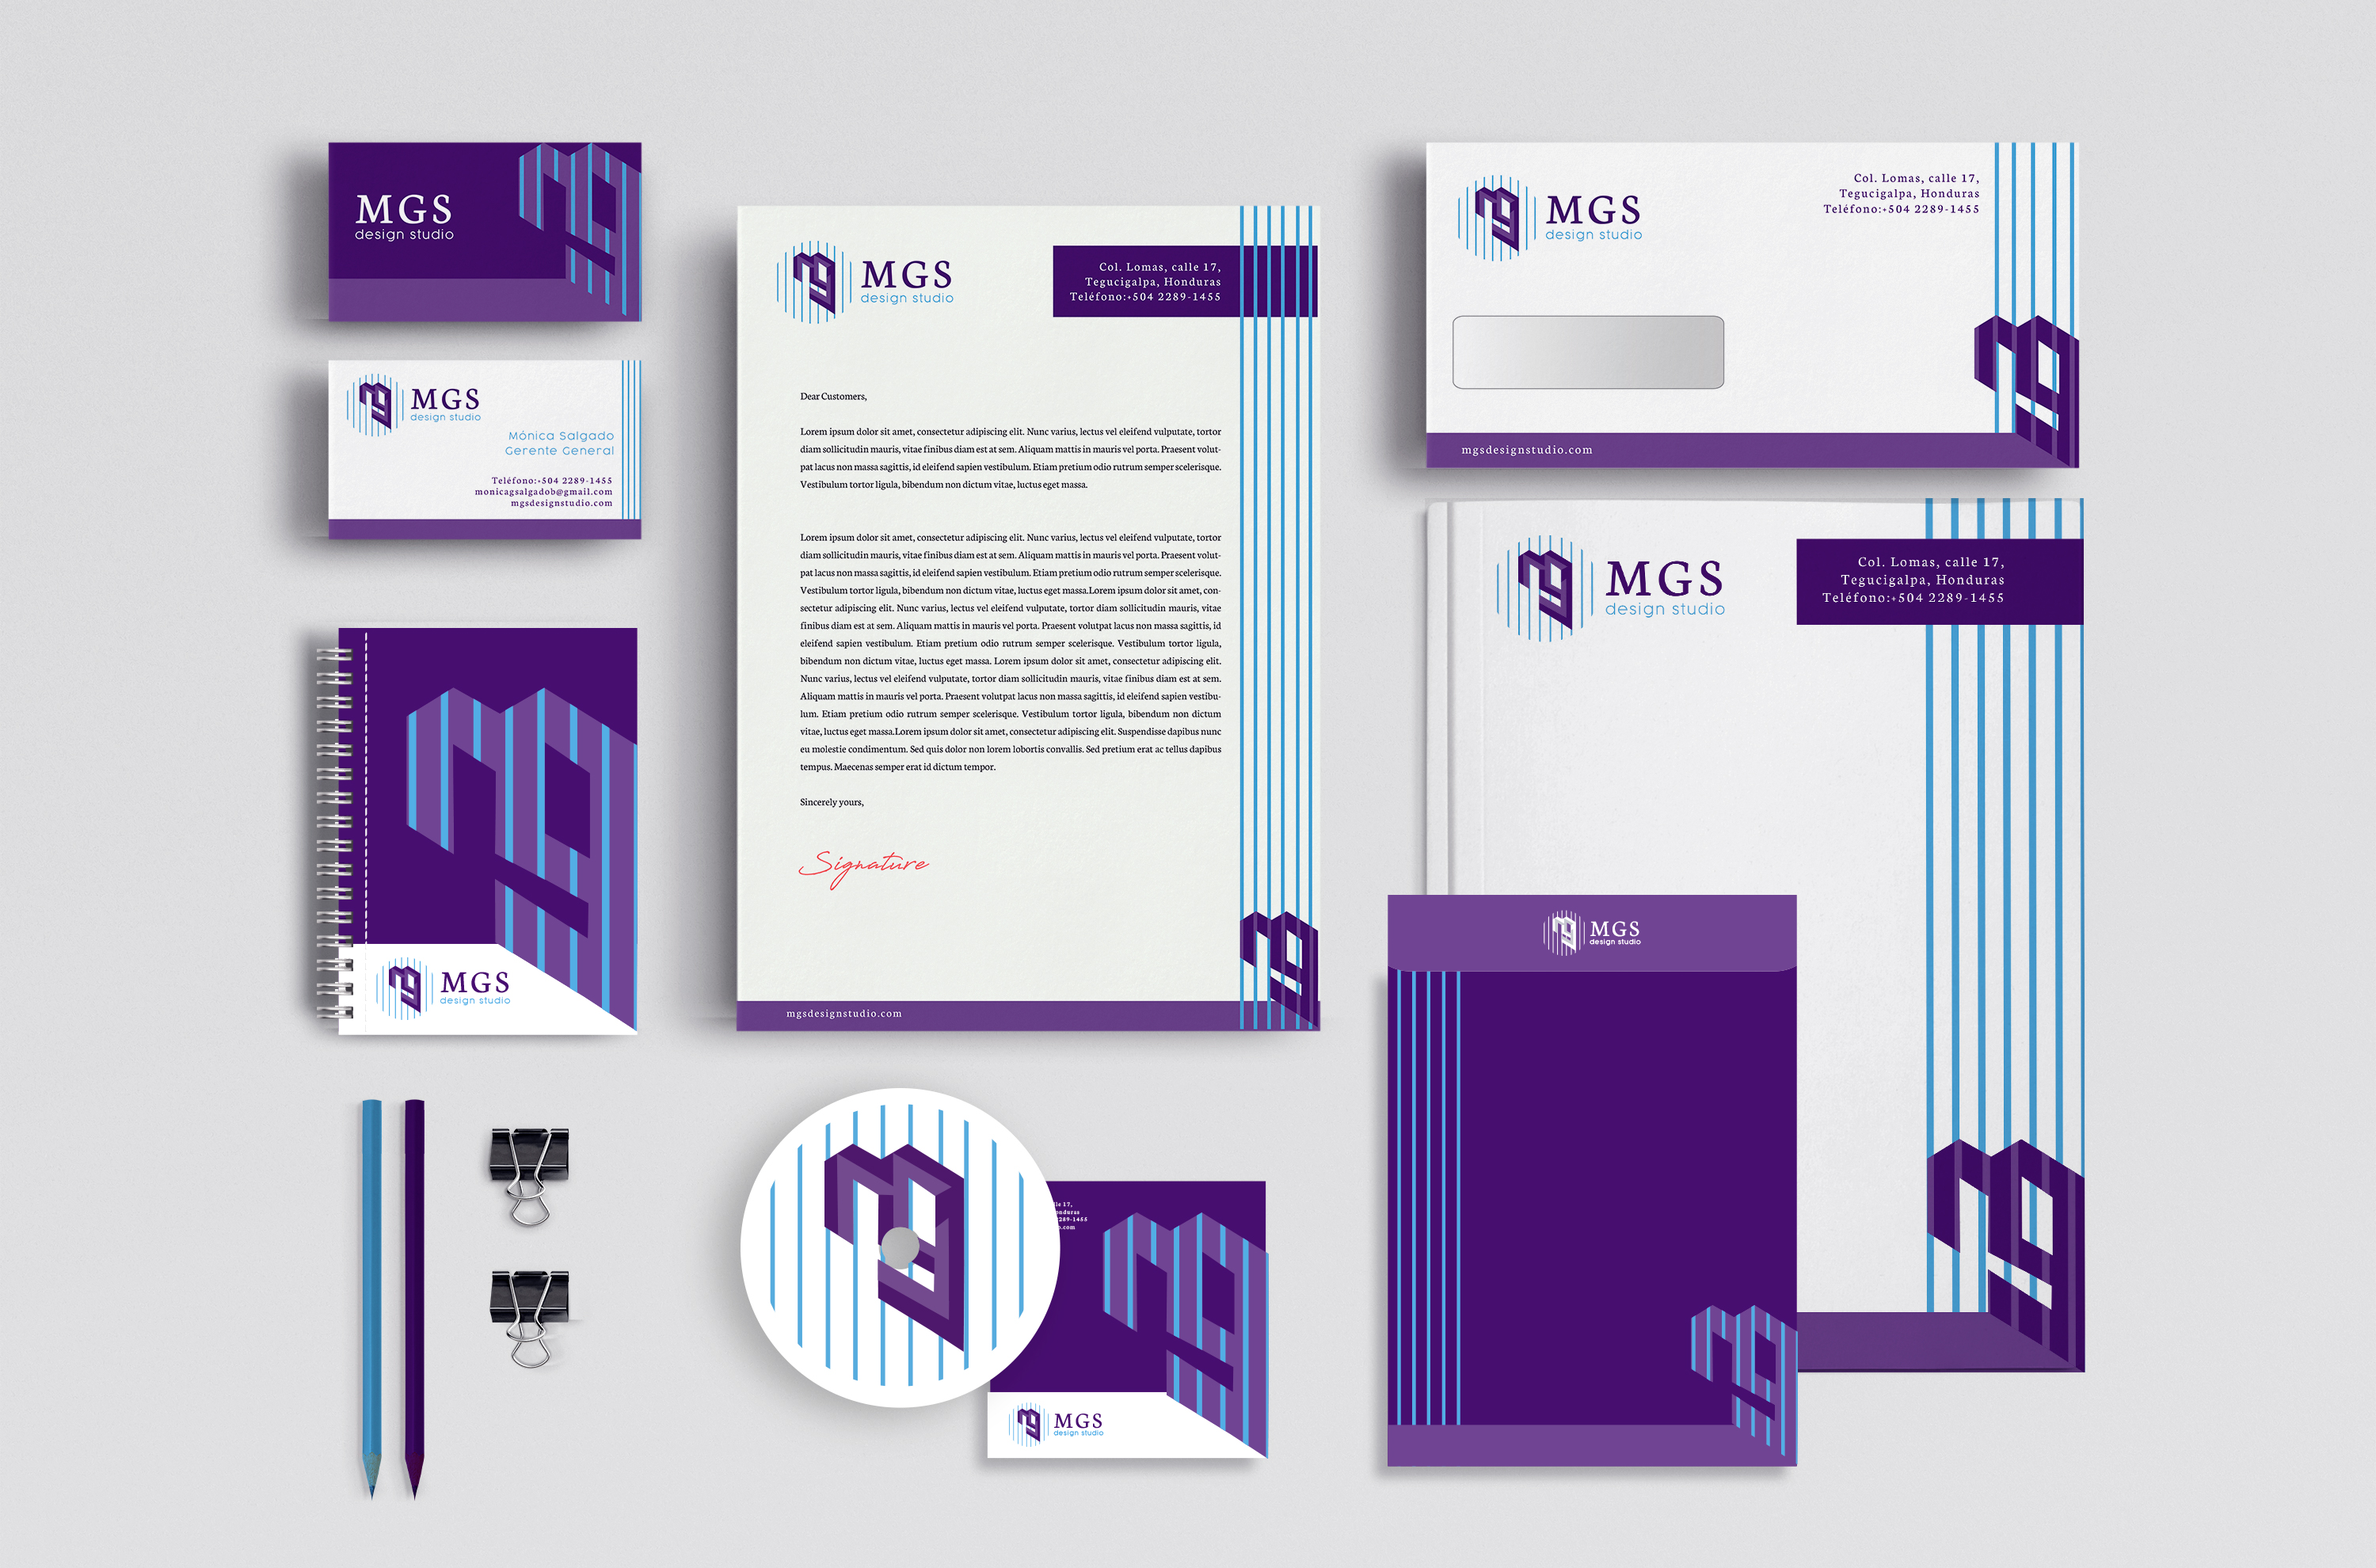 MGS
design studio
MGS
design studio
Mónica Salgado
Gerente General
Teléfono:+504 2289-1455
monicagsalgadob@gmail.com
mgsdesignstudio.com
MGS
design studio
MGS
design studio
Col. Lomas, calle 17,
Tegucigalpa, Honduras
Teléfono:+504 2289-1455
Dear Customers,
Lorem ipsum dolor sit amet, consectetur adipiscing elit. Nunc varius, lectus vel eleifend vulputate, tortor
diam sollicitudin mauris, vitae finibus diam est at sem. Aliquam mattis in mauris vel porta. Praesent volut-
pat lacus non massa sagittis, id eleifend sapien vestibulum. Etiam pretium odio rutrum semper scelerisque.
Vestibulum tortor ligula, bibendum non dictum vitae, luctus eget massa.
Lorem ipsum dolor sit amet, consectetur adipiscing elit. Nunc varius, lectus vel eleifend vulputate, tortor
diam sollicitudin mauris, vitae finibus diam est at sem. Aliquam mattis in mauris vel porta. Praesent volut-
pat lacus non massa sagittis, id eleifend sapien vestibulum. Etiam pretium odio rutrum semper scelerisque.
Vestibulum tortor ligula, bibendum non dictum vitae, luctus eget massa.Lorem ipsum dolor sit amet, con-
sectetur adipiscing elit. Nunc varius, lectus vel eleifend vulputate, tortor diam sollicitudin mauris, vitae
finibus diam est at sem. Aliquam mattis in mauris vel porta. Praesent volutpat lacus non massa sagittis, id
eleifend sapien vestibulum. Etiam pretium odio rutrum semper scelerisque. Vestibulum tortor ligula,
bibendum non dictum vitae, luctus eget massa. Lorem ipsum dolor sit amet, consectetur adipiscing elit.
Nunc varius, lectus vel eleifend vulputate, tortor diam sollicitudin mauris, vitae finibus diam est at sem.
Aliquam mattis in mauris vel porta. Praesent volutpat lacus non massa sagittis, id eleifend sapien vestibu-
lum. Etiam pretium odio rutrum semper scelerisque. Vestibulum tortor ligula, bibendum non dictum
vitae, luctus eget massa.Lorem ipsum dolor sit amet, consectetur adipiscing elit. Suspendisse dapibus nunc
eu molestie condimentum. Sed quis dolor non lorem lobortis convallis. Sed pretium erat ac tellus dapibus
tempus. Maecenas semper erat id dictum tempor.
Sincerely yours,
Signature
mgsdesignstudio.com
17,
289-1455
MGS
design studio
MGS
design studio
Col. Lomas, calle 17,
Tegucigalpa, Honduras
Teléfono:+504 2289-1455
mgsdesignstudio.com
MGS
design studio
Col. Lomas, calle 17,
Tegucigalpa, Honduras
Teléfono:+504 2289-1455
MGS
design studio